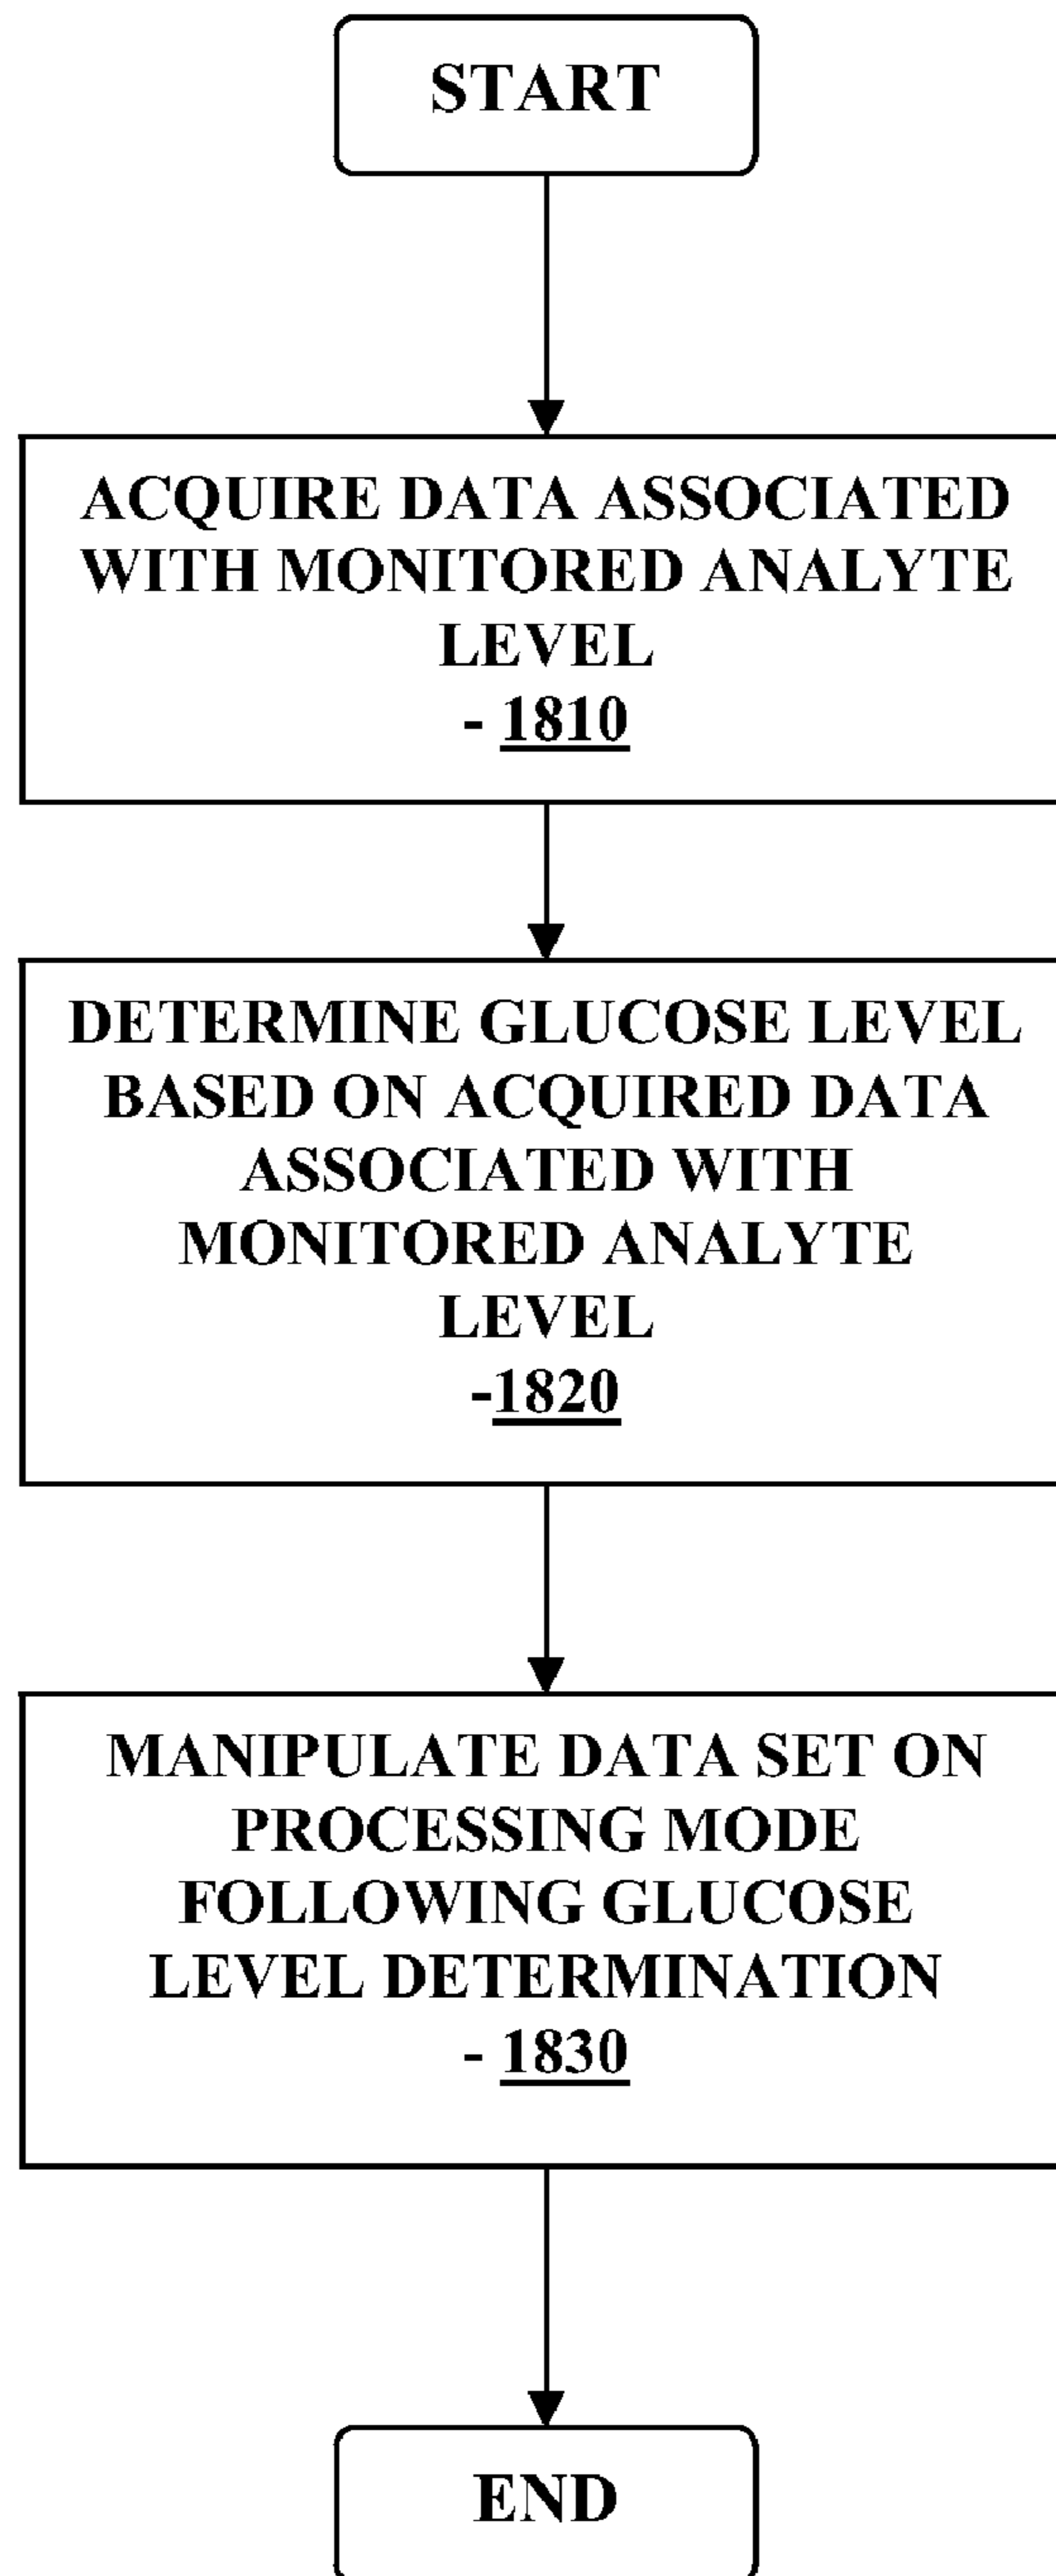 START
ACQUIRE DATA ASSOCIATED
WITH MONITORED ANALYTE
LEVEL
- 1810
DETERMINE GLUCOSE LEVEL
BASED ON ACQUIRED DATA
ASSOCIATED WITH
MONITORED ANALYTE
LEVEL
-1820
MANIPULATE DATA SET ON
PROCESSING MODE
FOLLOWING GLUCOSE
LEVEL DETERMINATION
- 1830
END